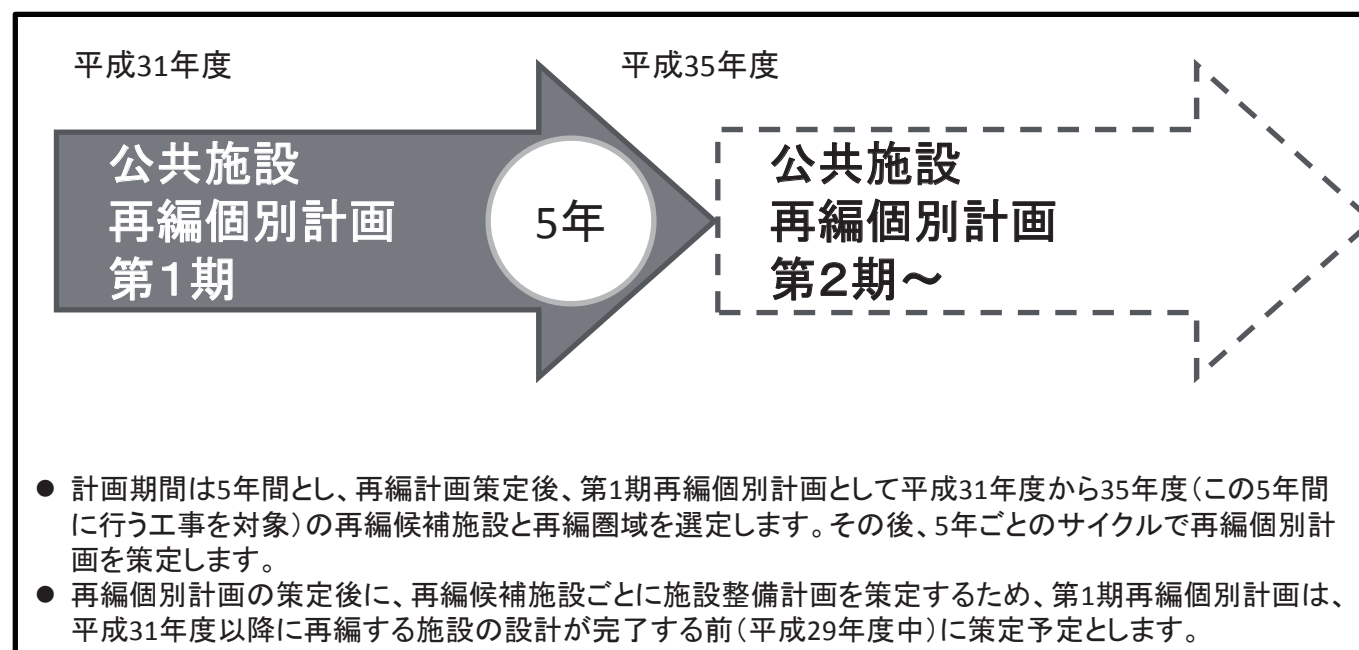 平成31年度
平成35年度
公共施設
再編個別計画
第1期
5年
公共施設
再編個別計画
第2期～
● 計画期間は5年間とし、再編計画策定後、第1期再編個別計画として平成31年度から35年度（この5年間
に行う工事を対象）の再編候補施設と再編圏域を選定します。その後、5年ごとのサイクルで再編個別計
画を策定します。
● 再編個別計画の策定後に、再編候補施設ごとに施設整備計画を策定するため、第1期再編個別計画は、
平成31年度以降に再編する施設の設計が完了する前（平成29年度中）に策定予定とします。